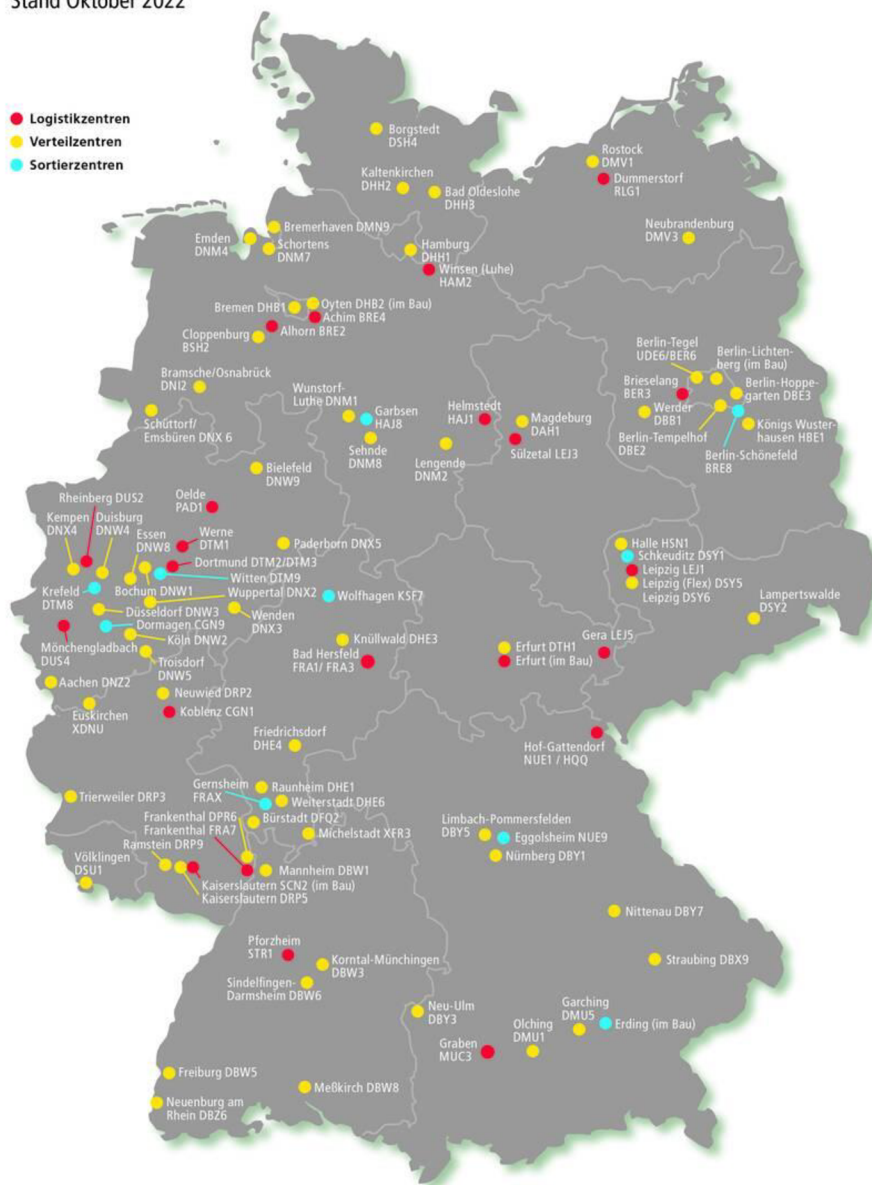 Stand Oktober 2022
Logistikzentren
Verteilzentren
Sortierzentren
Borgstedt
DSH4
Rostock
DMV1
Dummerstorf
RLG1
Kaltenkirchen
DHH2
Bad Oldeslohe
DHH3
Neubrandenburg
DMV3
Bremerhaven DMN9
Emden
DNM4
Schortens
DNM7
Hamburg
DHH1
Winsen (Luhe)
HAM2
Bremen DHB1
Oyten DHB2 (im Bau)
Achim BRE4
Alhorn BRE2
Cloppenburg
BSH2
Berlin-Tegel
UDE6/BER6
Berlin-Lichten-
berg (im Bau)
Brieselang
BER3
Berlin-Hoppe-
garten DBE3
Werder
DBB1
Königs Wuster-
hausen HBE1
Berlin-Tempelhof
DBE2
Berlin-Schönefeld
BRE8
Bramsche/Osnabrück
DNI2
Schüttorf/
Emsbüren DNX 6
Wunstorf-
Luthe DNM1
Garbsen
HAJ8
Sehnde
DNM8
Helmstedt
HAJ1
Magdeburg
DAH1
Sülzetal LEJ3
Lengende
DNM2
Bielefeld
DNW9
Rheinberg DUS2
Oelde
PAD1
Kempen
DNX4
Duisburg
DNW4
Essen
DNW8
Werne
DTM1
Paderborn DNX5
Dortmund DTM2/DTM3
Witten DTM9
Krefeld
DTM8
Bochum DNW1
Wuppertal DNX2
Wolfhagen KSF7
Düsseldorf DNW3
Dormagen CGN9
Wenden
DNX3
Köln DNW2
Mönchengladbach
DUS4
Troisdorf
DNW5
Knüllwald DHE3
Bad Hersfeld
FRA1/ FRA3
Halle HSN1
Schkeuditz DSY1
Leipzig LEJ1
Leipzig (Flex) DSY5
Leipzig DSY6
Lampertswalde
DSY2
Erfurt DTH1
Erfurt (im Bau)
Gera LEJ5
Aachen DNZ2
Neuwied DRP2
Euskirchen
XDNU
Koblenz CGN1
Friedrichsdorf
DHE4
Hof-Gattendorf
NUE1 / HQQ
Gernsheim
FRAX
Raunheim DHE1
Weiterstadt DHE6
Trierweiler DRP3
Frankenthal DPR6
Frankenthal FRA7
Bürstadt DFQ2
Michelstadt XFR3
Limbach-Pommersfelden
DBY5
Eggolsheim NUE9
Nürnberg DBY1
Ramstein DRP9
Völklingen
DSU1
Mannheim DBW1
Kaiserslautern SCN2 (im Bau)
Kaiserslautern DRP5
Nittenau DBY7
Pforzheim
STR1
Korntal-Münchingen
DBW3
Sindelfingen-
Darmsheim DBW6
Straubing DBX9
Neu-Ulm
DBY3
Garching
DMU5
Erding (im Bau)
Olching
DMU1
Graben
MUC3
Freiburg DBW5
Meßkirch DBW8
Neuenburg am
Rhein DBZ6